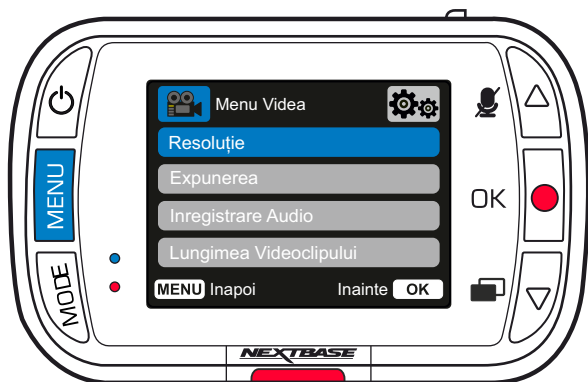 Menu Videa
Resoluție
Expunerea
Inregistrare Audio
Lungimea Videoclipului
MENU Inapoi Inainte OK
MENU
MODE
OK
NEXTBASE